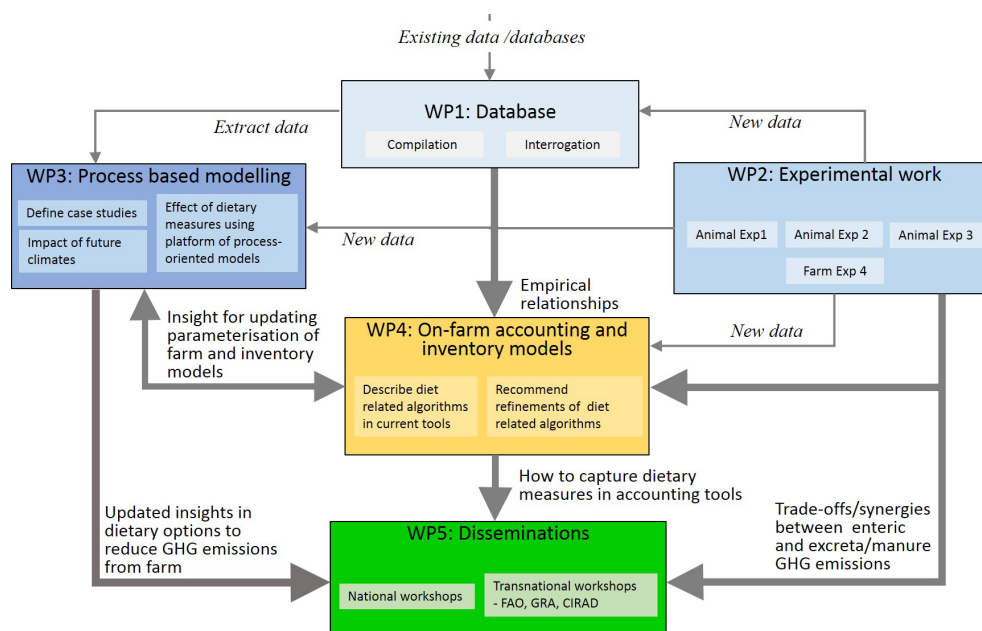 Existing data /databases
WP1: Database
Compilation
Interrogation
Extract data
New data
WP3: Process based modelling
Define case studies
Impact of future
climates
Effect of dietary
measures using
platform of process-
oriented models
New data
WP2: Experimental work
Animal Exp1
Animal Exp 2
Animal Exp 3
Farm Exp 4
Empirical
relationships
Insight for updating
parameterisation of
farm and inventory
models
New data
WP4: On-farm accounting and
inventory models
Describe diet
related algorithms
in current tools
Recommend
refinements of diet
related algorithms
How to capture dietary
measures in accounting tools
Updated insights in
dietary options to
reduce GHG emissions
from farm
Trade-offs/synergies
between enteric
and excreta/manure
GHG emissions
WP5: Disseminations
National workshops
Transnational workshops
- FAO, GRA, CIRAD